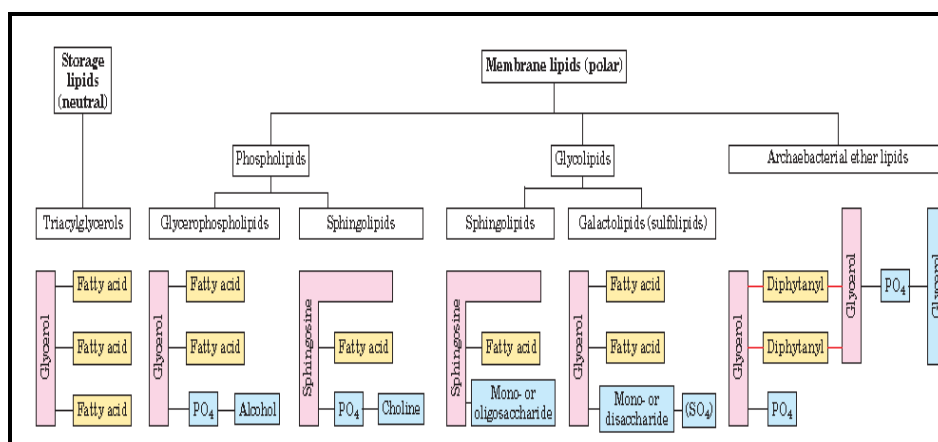 Storage
lipids
(neutral)
Membrane lipids (polar)
Phospholipids
Glycolipids
Archaebacterial ether lipids
Triacylglycerols
Glycerophospholipids
Sphingolipids
Sphingolipids
Galactolipids (sulfolipids)
Glycerol
Fatty acid
Fatty acid
Fatty acid
Glycerol
Fatty acid
Fatty acid
PO4
Alcohol
Sphingosine
Fatty acid
PO4
Choline
Sphingosine
Fatty acid
Mono- or
oligosaccharide
Fatty acid
Fatty acid
Mono- or
disaccharide
(SO4)
Glycerol
Diphytanyl
Diphytanyl
PO4
Glycerol
PO4
Glycerol